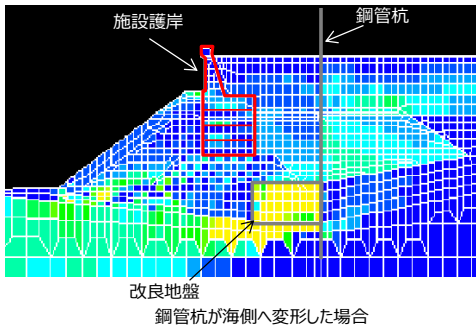 鋼管杭
施設護岸
改良地盤
鋼管杭が海側へ変形した場合